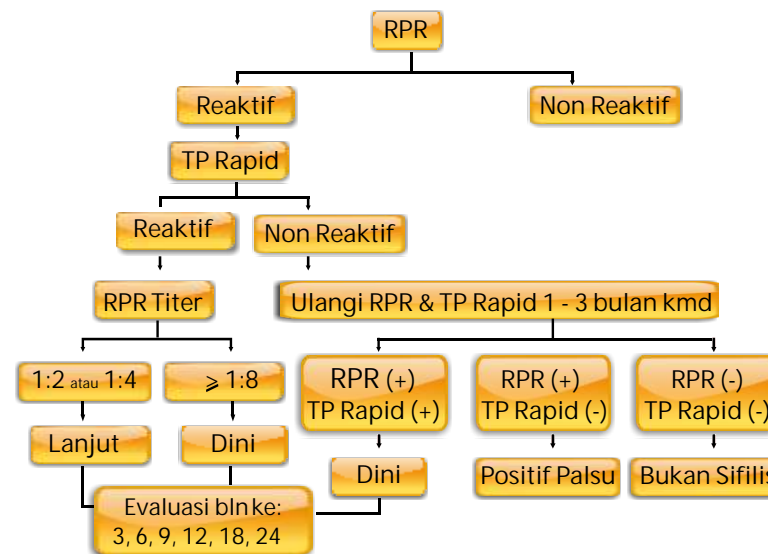 RPR
Reaktif
Non Reaktif
TP Rapid
Reaktif
Non Reaktif
RPR Titer
Ulangi RPR & TP Rapid 1 - 3 bulan kmd
1:2 atau 1:4
⩾ 1:8
RPR (+)
TP Rapid (+)
RPR (+)
TP Rapid (-)
RPR (-)
TP Rapid (-)
Lanjut
Dini
Dini
Positif Palsu
Bukan Sifilis
Evaluasi bln ke:
3, 6, 9, 12, 18, 24